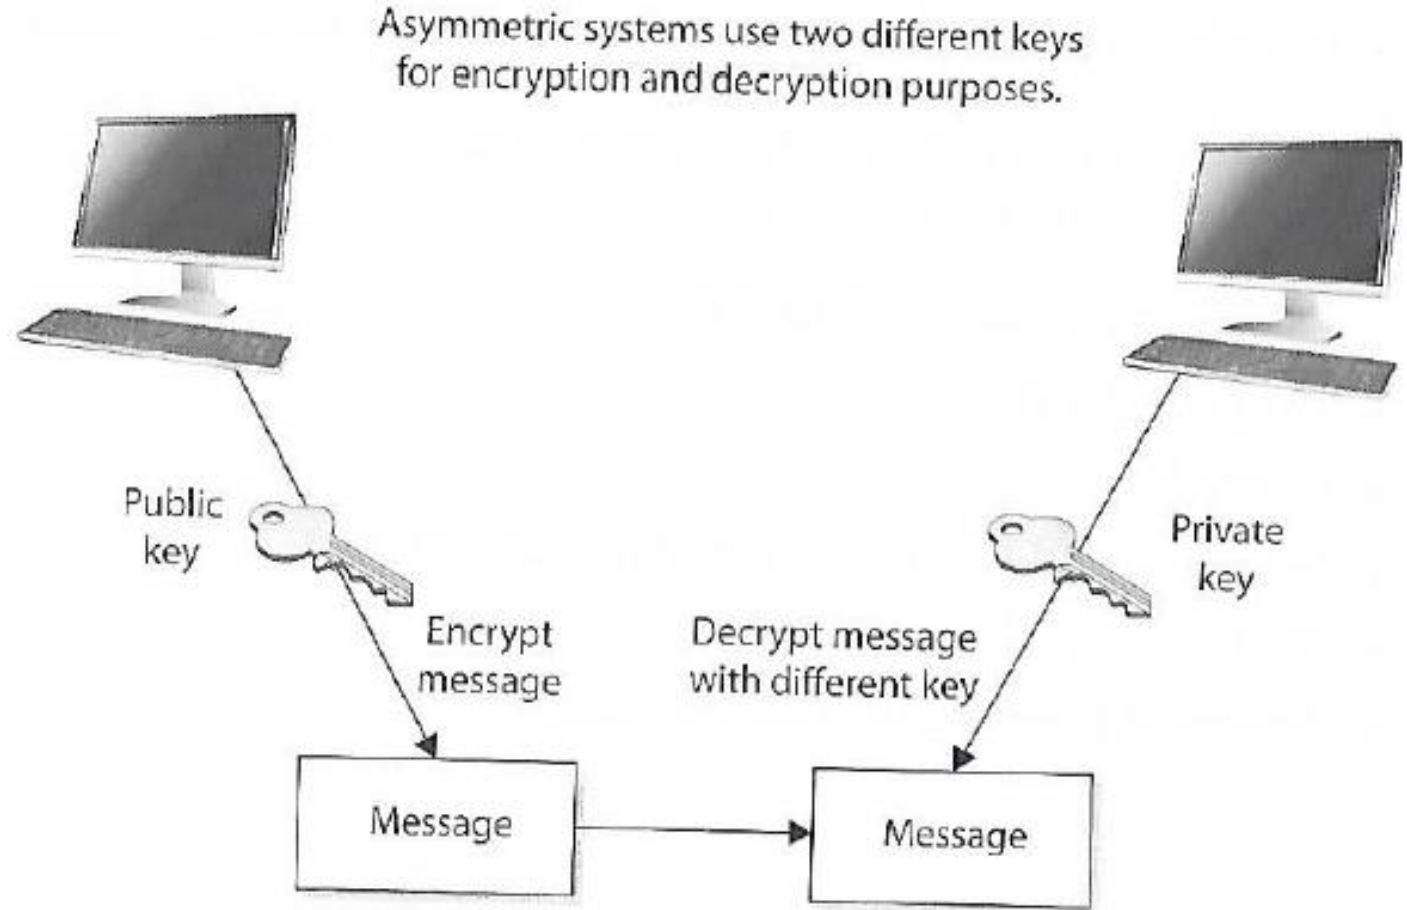 Asymmetric systems use two different keys
for encryption and decryption purposes.
Public
key
Private
key
Encrypt
message
Decrypt message
with different key
Message
Message